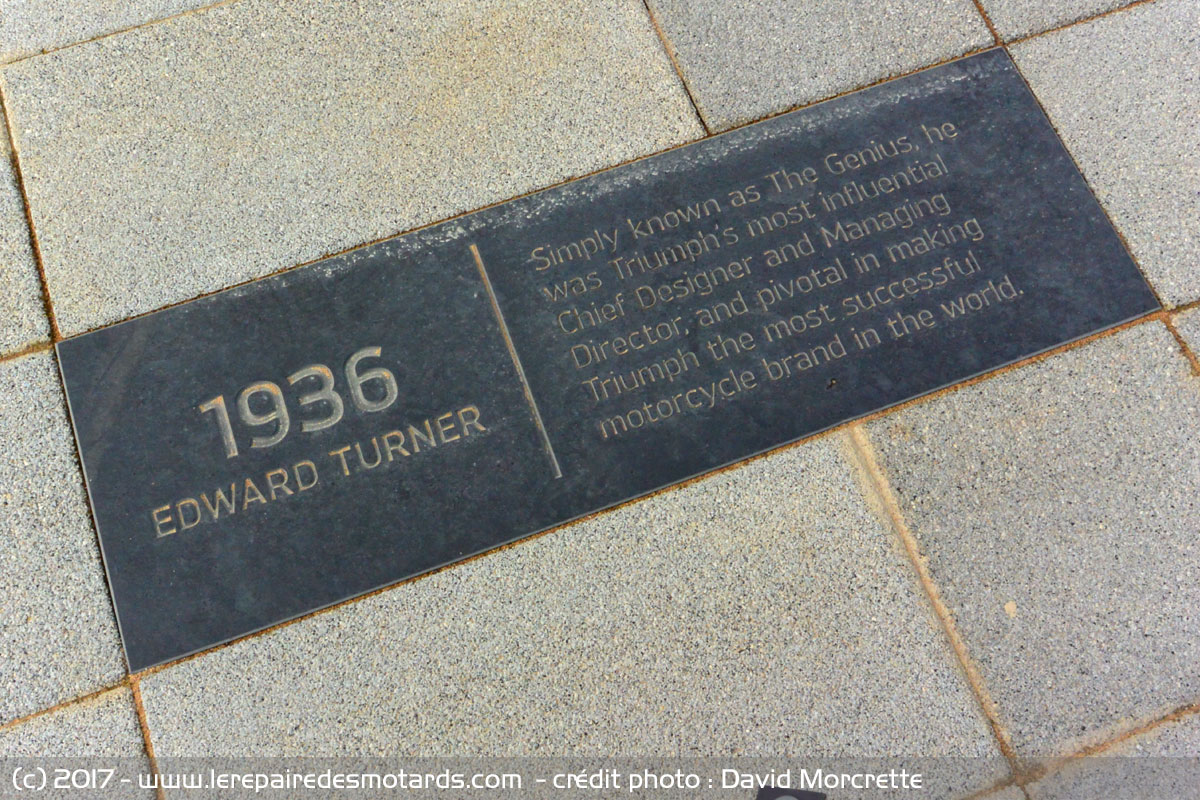 1936
EDWARD TURNER
Simply known as The Genius, he
was Triumph's most influential
Chief Designer and Managing
Director, and pivotal in making
Triumph the most successful
motorcycle brand in the world.
(c) 2017 - www.lerepairedesmotards.com - crédit photo : David Morcrette